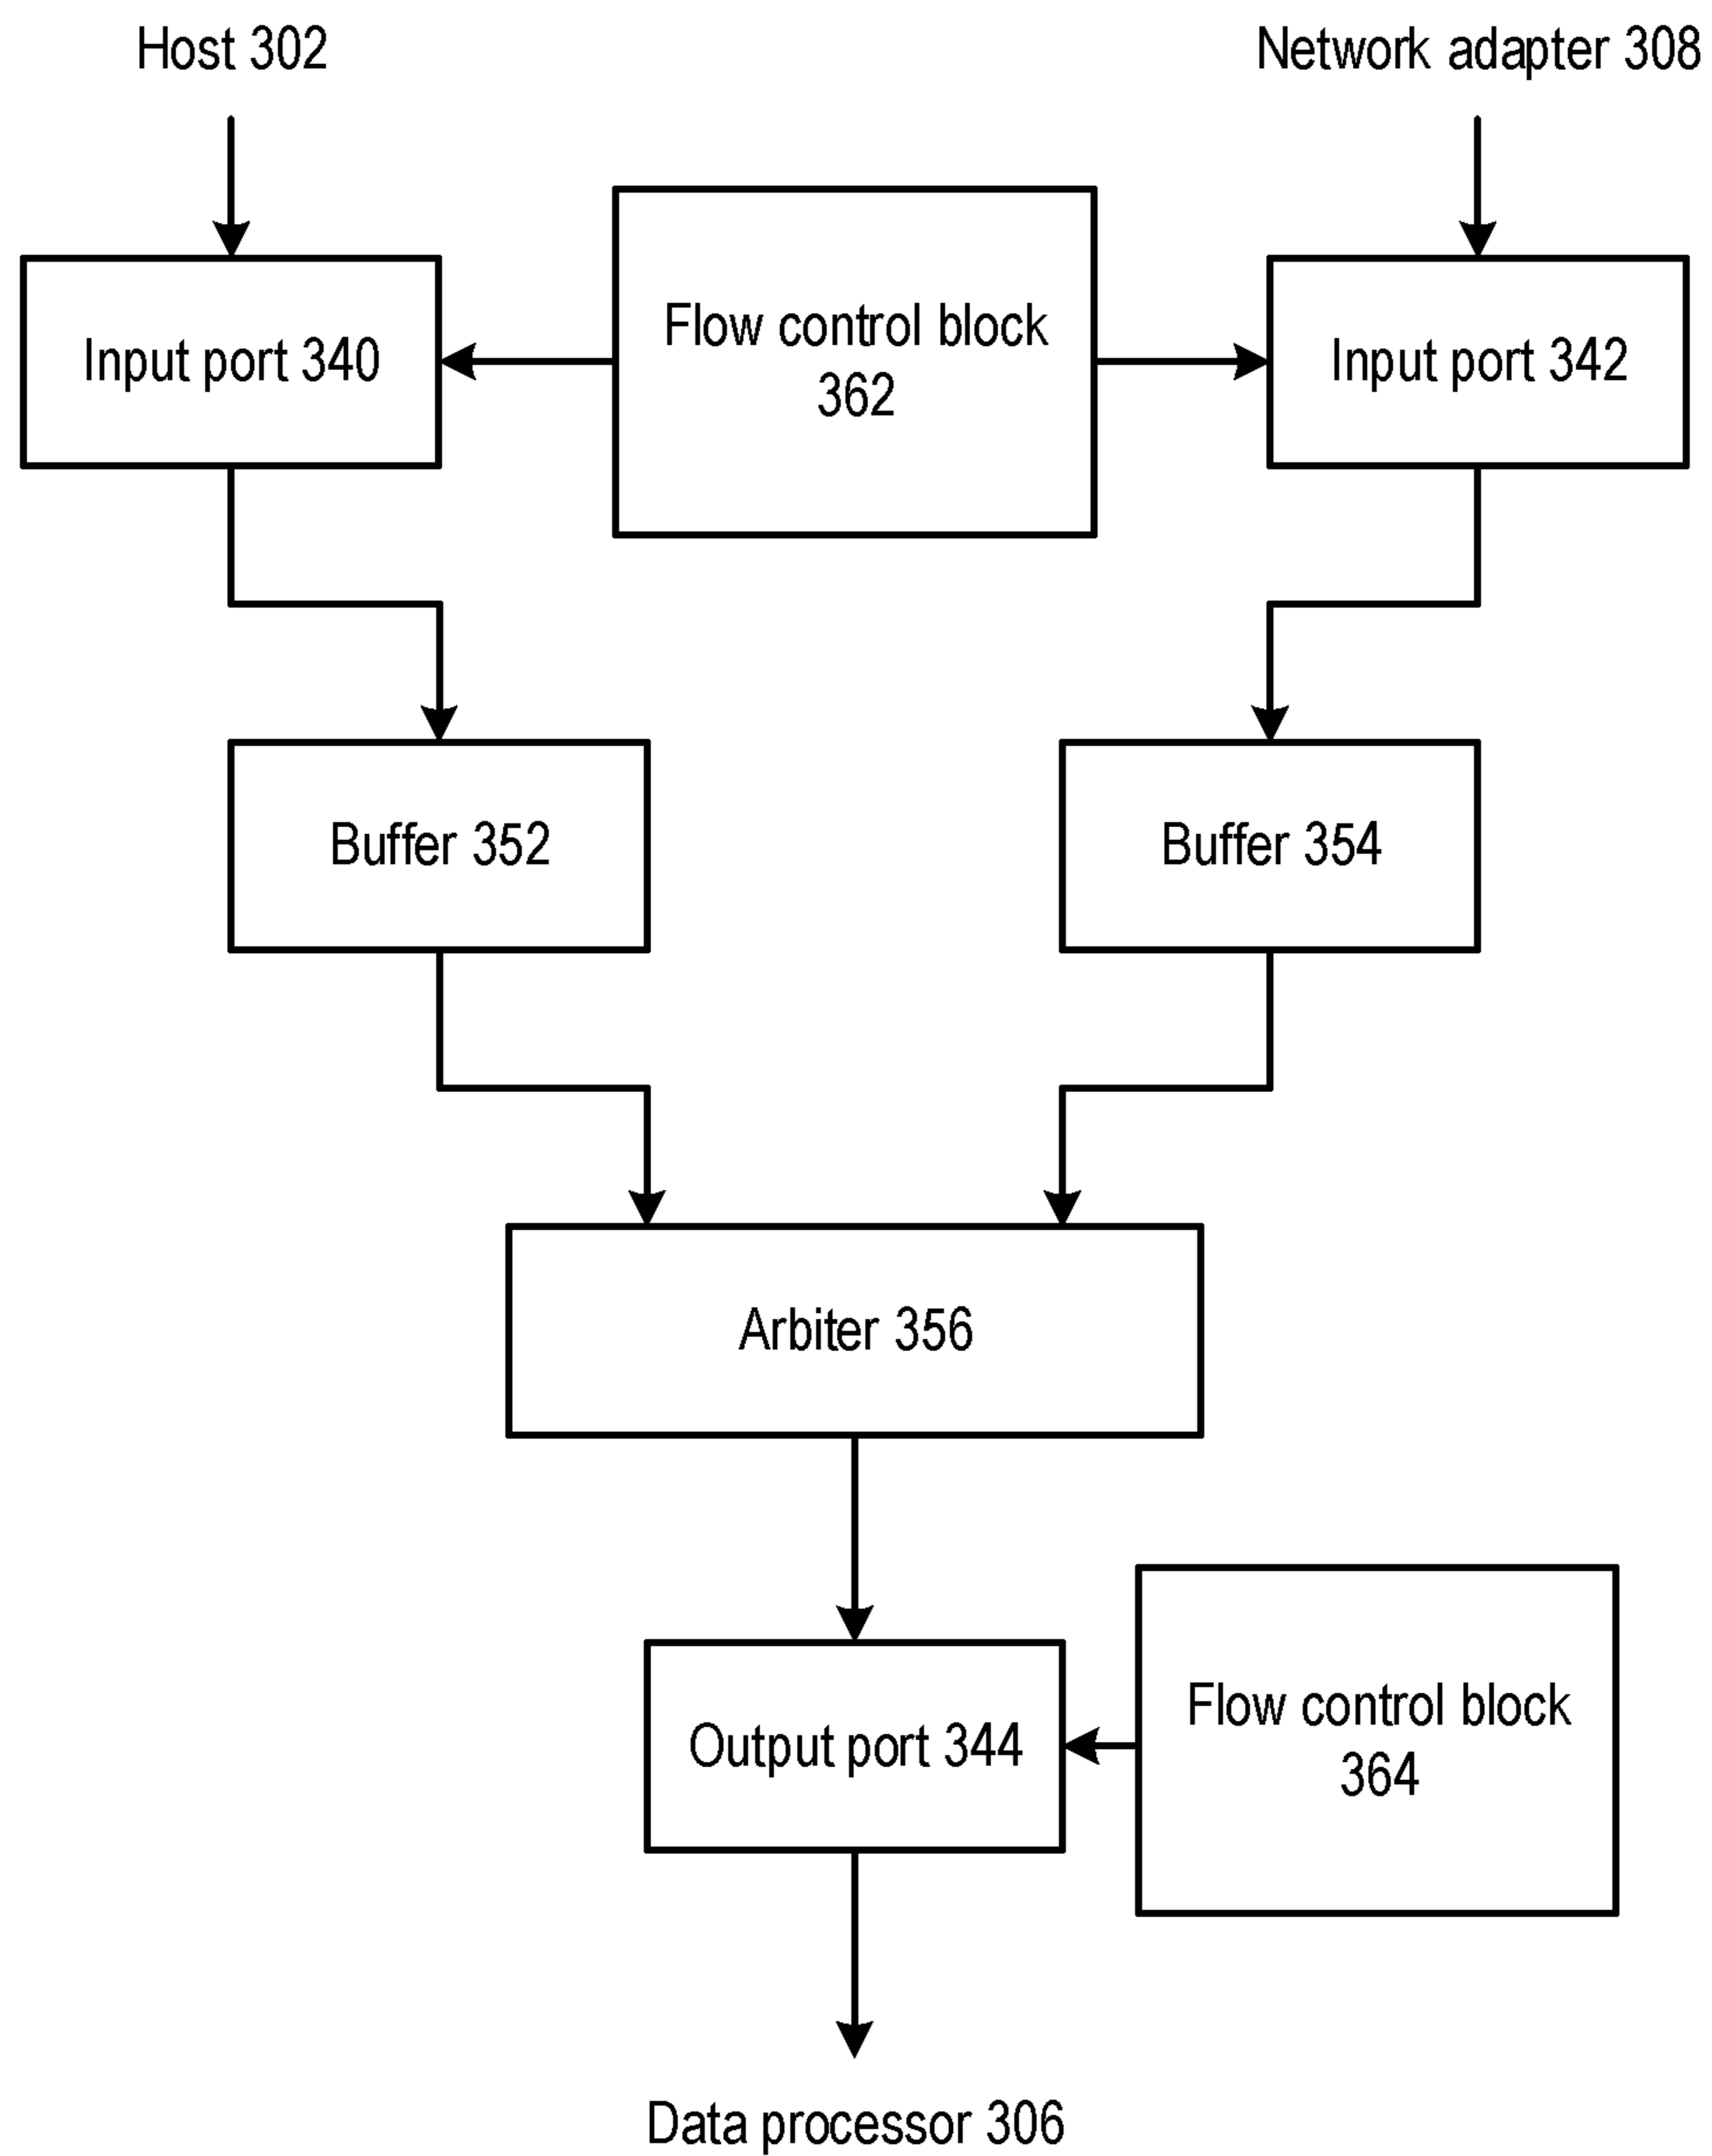 Host 302
Network adapter 308
Flow control block
362
Input port 340
Input port 342
Buffer 352
Buffer 354
Arbiter 356
Flow control block
364
Output port 344
Data processor 306